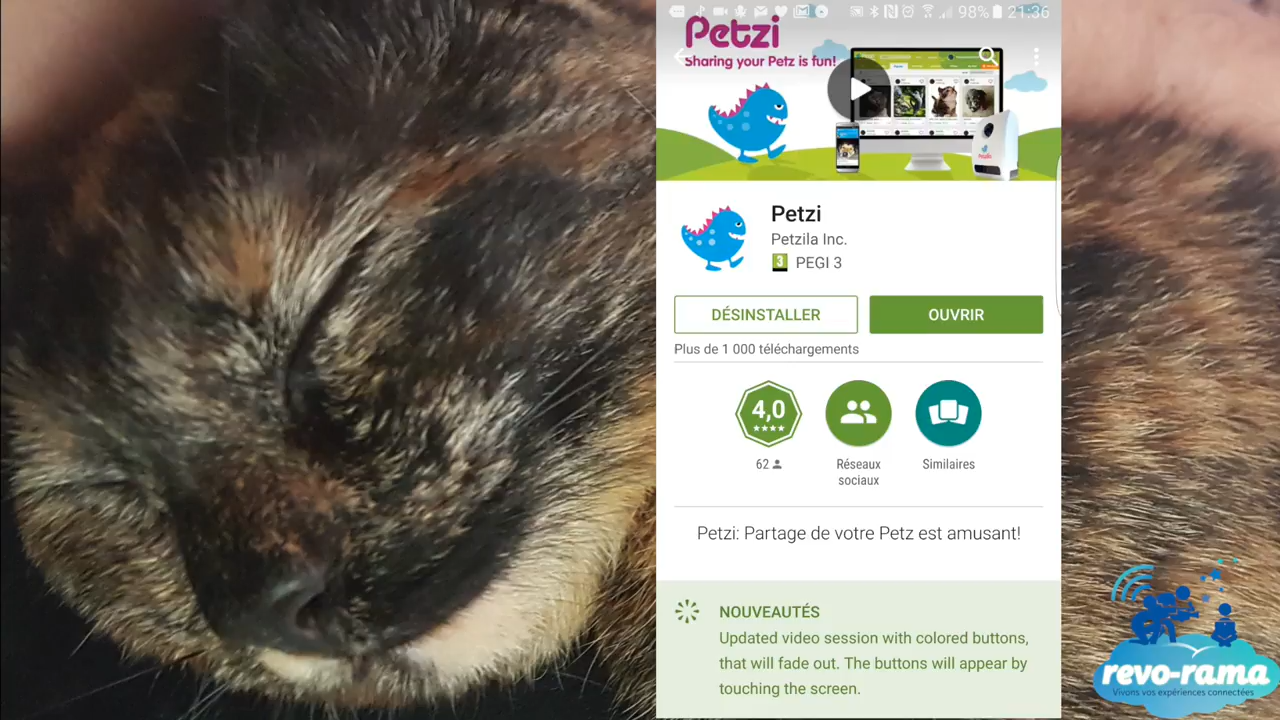 98% 21:36
Petzi
Sharing your Petz is fun!
Petzi
Petzila Inc.
3 PEGI 3
DÉSINSTALLER
OUVRIR
Plus de 1 000 téléchargements
4,0
62
Réseaux
sociaux
Similaires
Petzi: Partage de votre Petz est amusant!
NOUVEAUTÉS
Updated video session with colored buttons,
that will fade out. The buttons will appear by
touching the screen.
revo-rama
Vivons vos expériences connectées